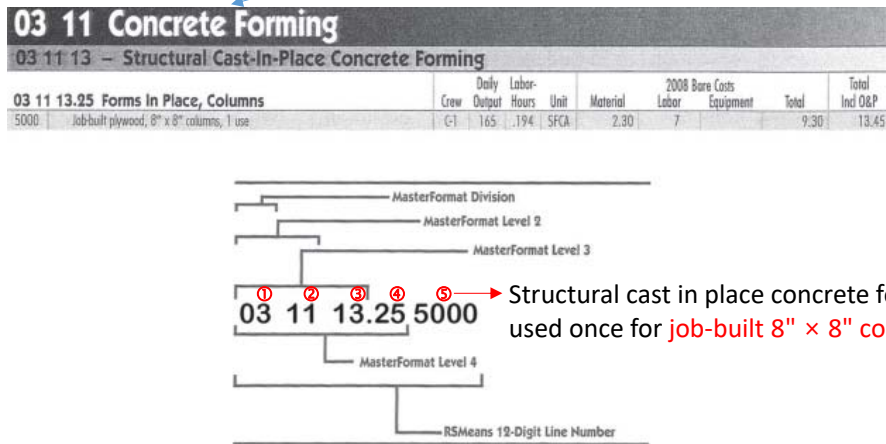 03 11 Concrete Forming
03 11 13 – Structural Cast-In-Place Concrete Forming
Daily Labor- 2008 Bare Costs Total
03 11 13.25 Forms In Place, Columns Crew Output Hours Unit Material Labor Equipment Total Incl O&P
5000 Job-built plywood, 8" x 8" columns, 1 use C-1 165 .194 SFCA 2.30 7 9.30 13.45
MasterFormat Division
MasterFormat Level 2
MasterFormat Level 3
① ② ③ ④ ⑤
03 11 13.25 5000
Structural cast in place concrete fo
used once for job-built 8" × 8" co
MasterFormat Level 4
RSMeans 12-Digit Line Number